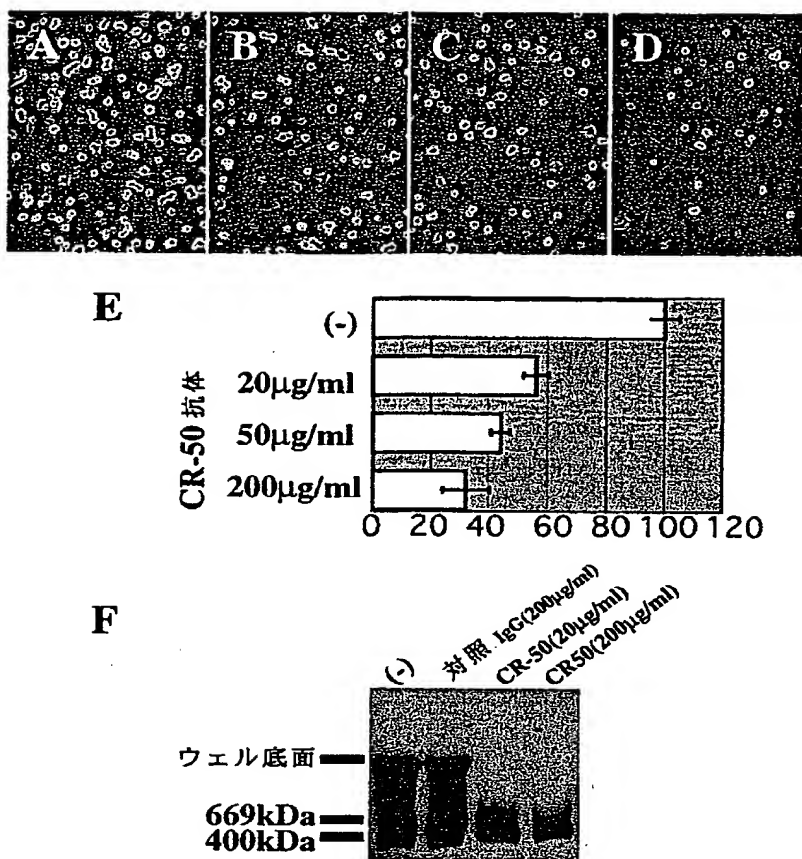 A B C D
E
(-)
20µg/ml
50µg/ml
200µg/ml
CR-50 抗体
0 20 40 60 80 100 120
F
(-)
対照 IgG(200µg/ml)
CR-50(20µg/ml)
CR50(200µg/ml)
ウェル底面
669kDa
400kDa